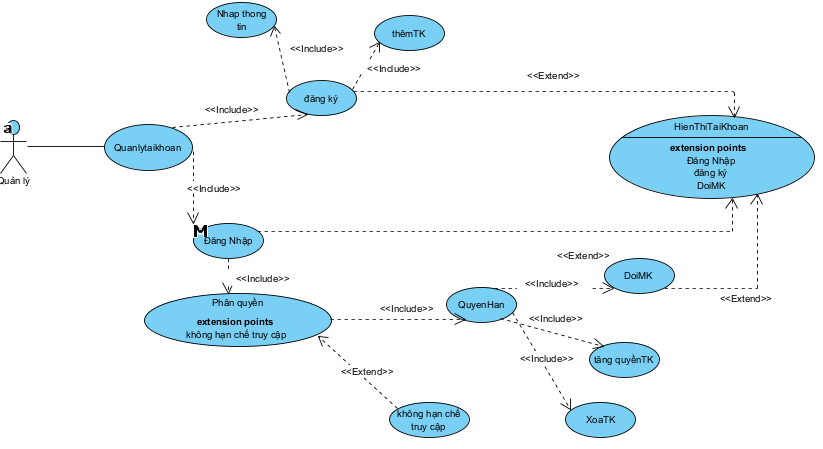 Nhap thong
tin
thêmTK
<<Include>>
<<Include>>
<<Extend>>
đăng ký
<<Include>>
HienThiTaiKhoan
extension points
Đăng Nhập
đăng ký
DoiMK
a
Quản lý
Quanlytaikhoan
<<Include>>
M
Đăng Nhập
<<Extend>>
<<Include>>
DoiMK
<<Include>>
<<Extend>>
Phân quyền
extension points
không hạn chế truy cập
<<Include>>
QuyenHan
<<Include>>
<<Include>>
tăng quyềnTK
<<Extend>>
không hạn chế
truy cập
XoaTK